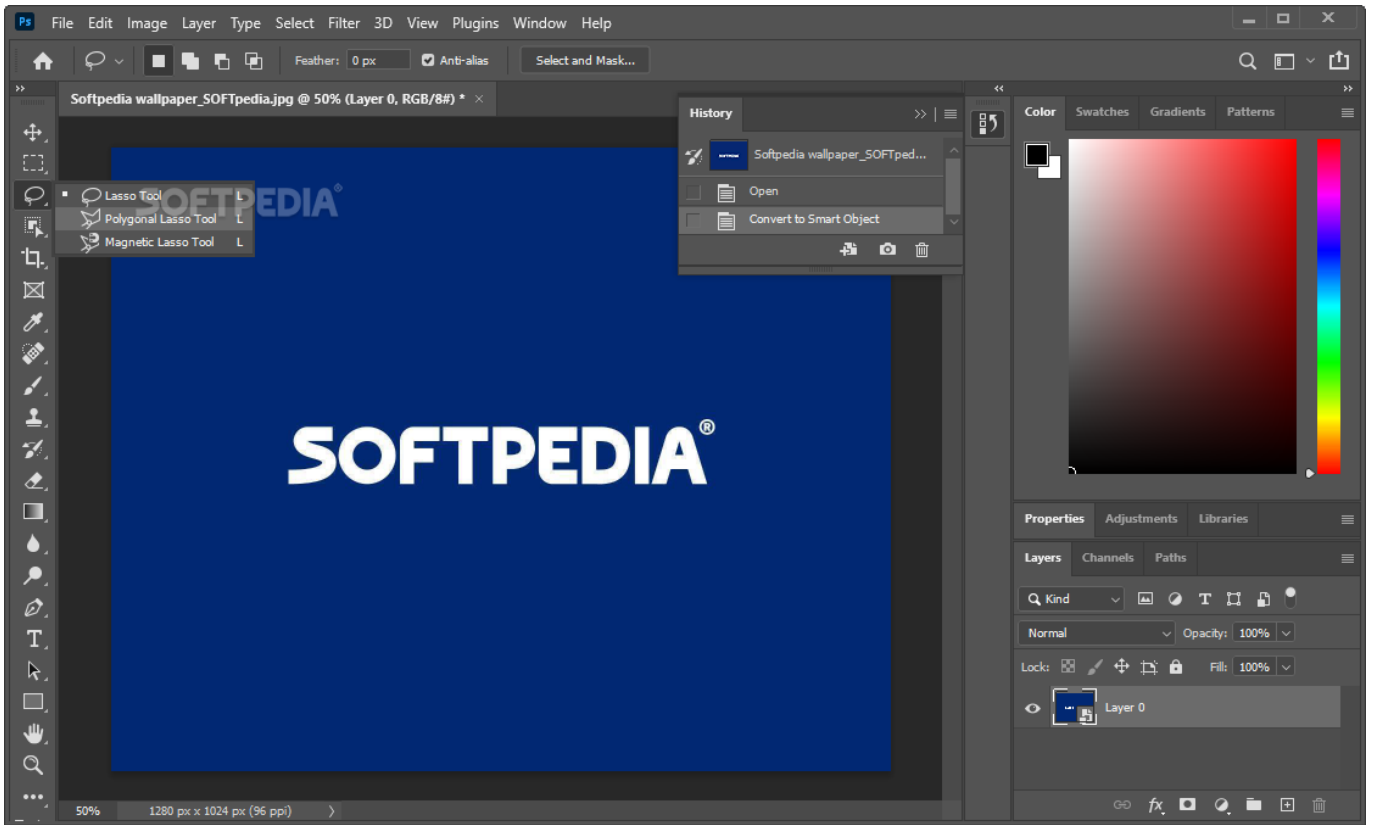 Ps File Edit Image Layer Type Select Filter 3D View Plugins Window Help
Feather: 0 px Anti-alias Select and Mask...
Softpedia wallpaper_SOFTpedia.jpg @ 50% (Layer 0, RGB/8#) * ×
History
Softpedia wallpaper_SOFTped...
Open
Convert to Smart Object
Color Swatches Gradients Patterns
Lasso Tool L
Polygonal Lasso Tool L
Magnetic Lasso Tool L
SOFTPEDIA®
SOFTPEDIA®
Properties Adjustments Libraries
Layers Channels Paths
Kind
Normal Opacity: 100%
Lock: Fill: 100%
Layer 0
fx
50% 1280 px x 1024 px (96 ppi)